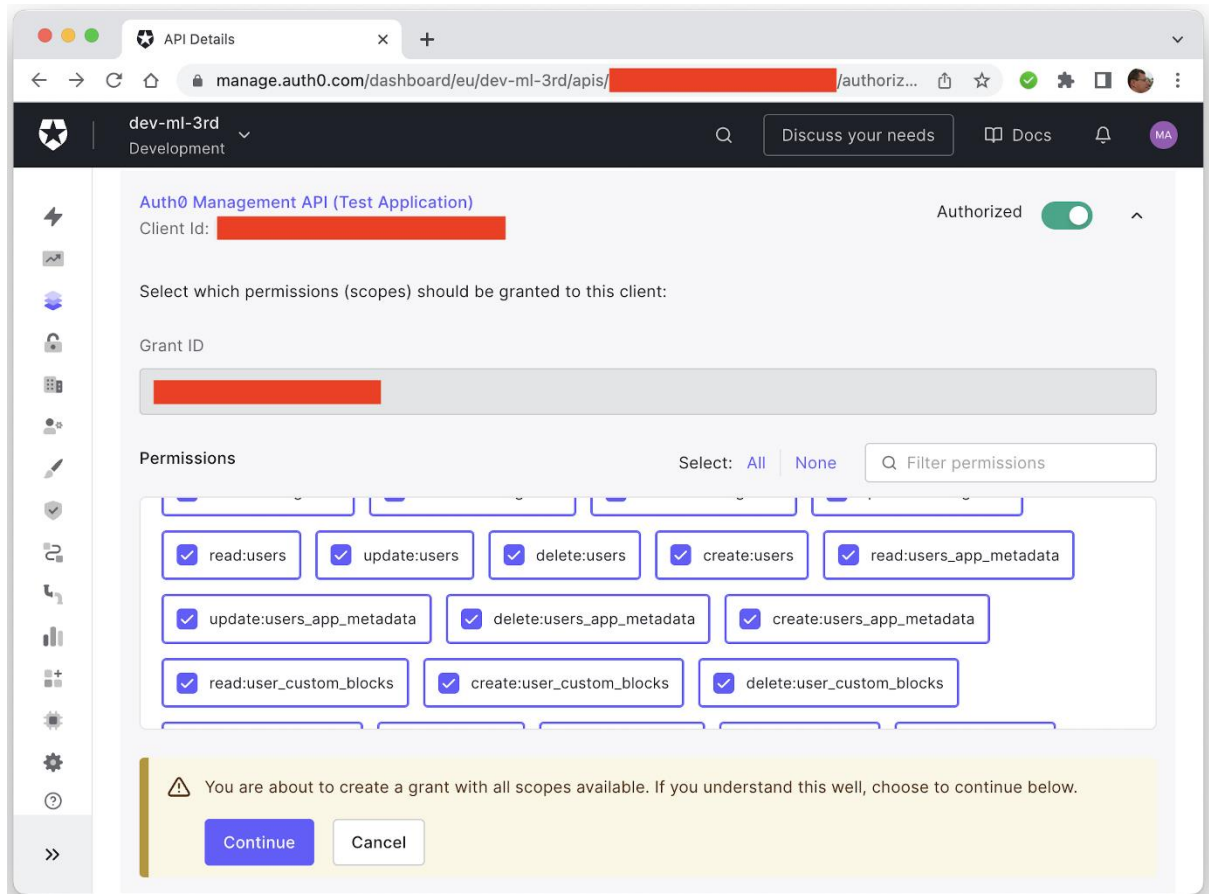 API Details
manage.auth0.com/dashboard/eu/dev-ml-3rd/apis/ /authoriz...
dev-ml-3rd
Development
Discuss your needs
Docs
MA
Auth0 Management API (Test Application)
Client Id:
Authorized
Select which permissions (scopes) should be granted to this client:
Grant ID
Permissions
Select: All None
Filter permissions
read:users update:users delete:users create:users read:users_app_metadata
update:users_app_metadata delete:users_app_metadata create:users_app_metadata
read:user_custom_blocks create:user_custom_blocks delete:user_custom_blocks
You are about to create a grant with all scopes available. If you understand this well, choose to continue below.
Continue Cancel